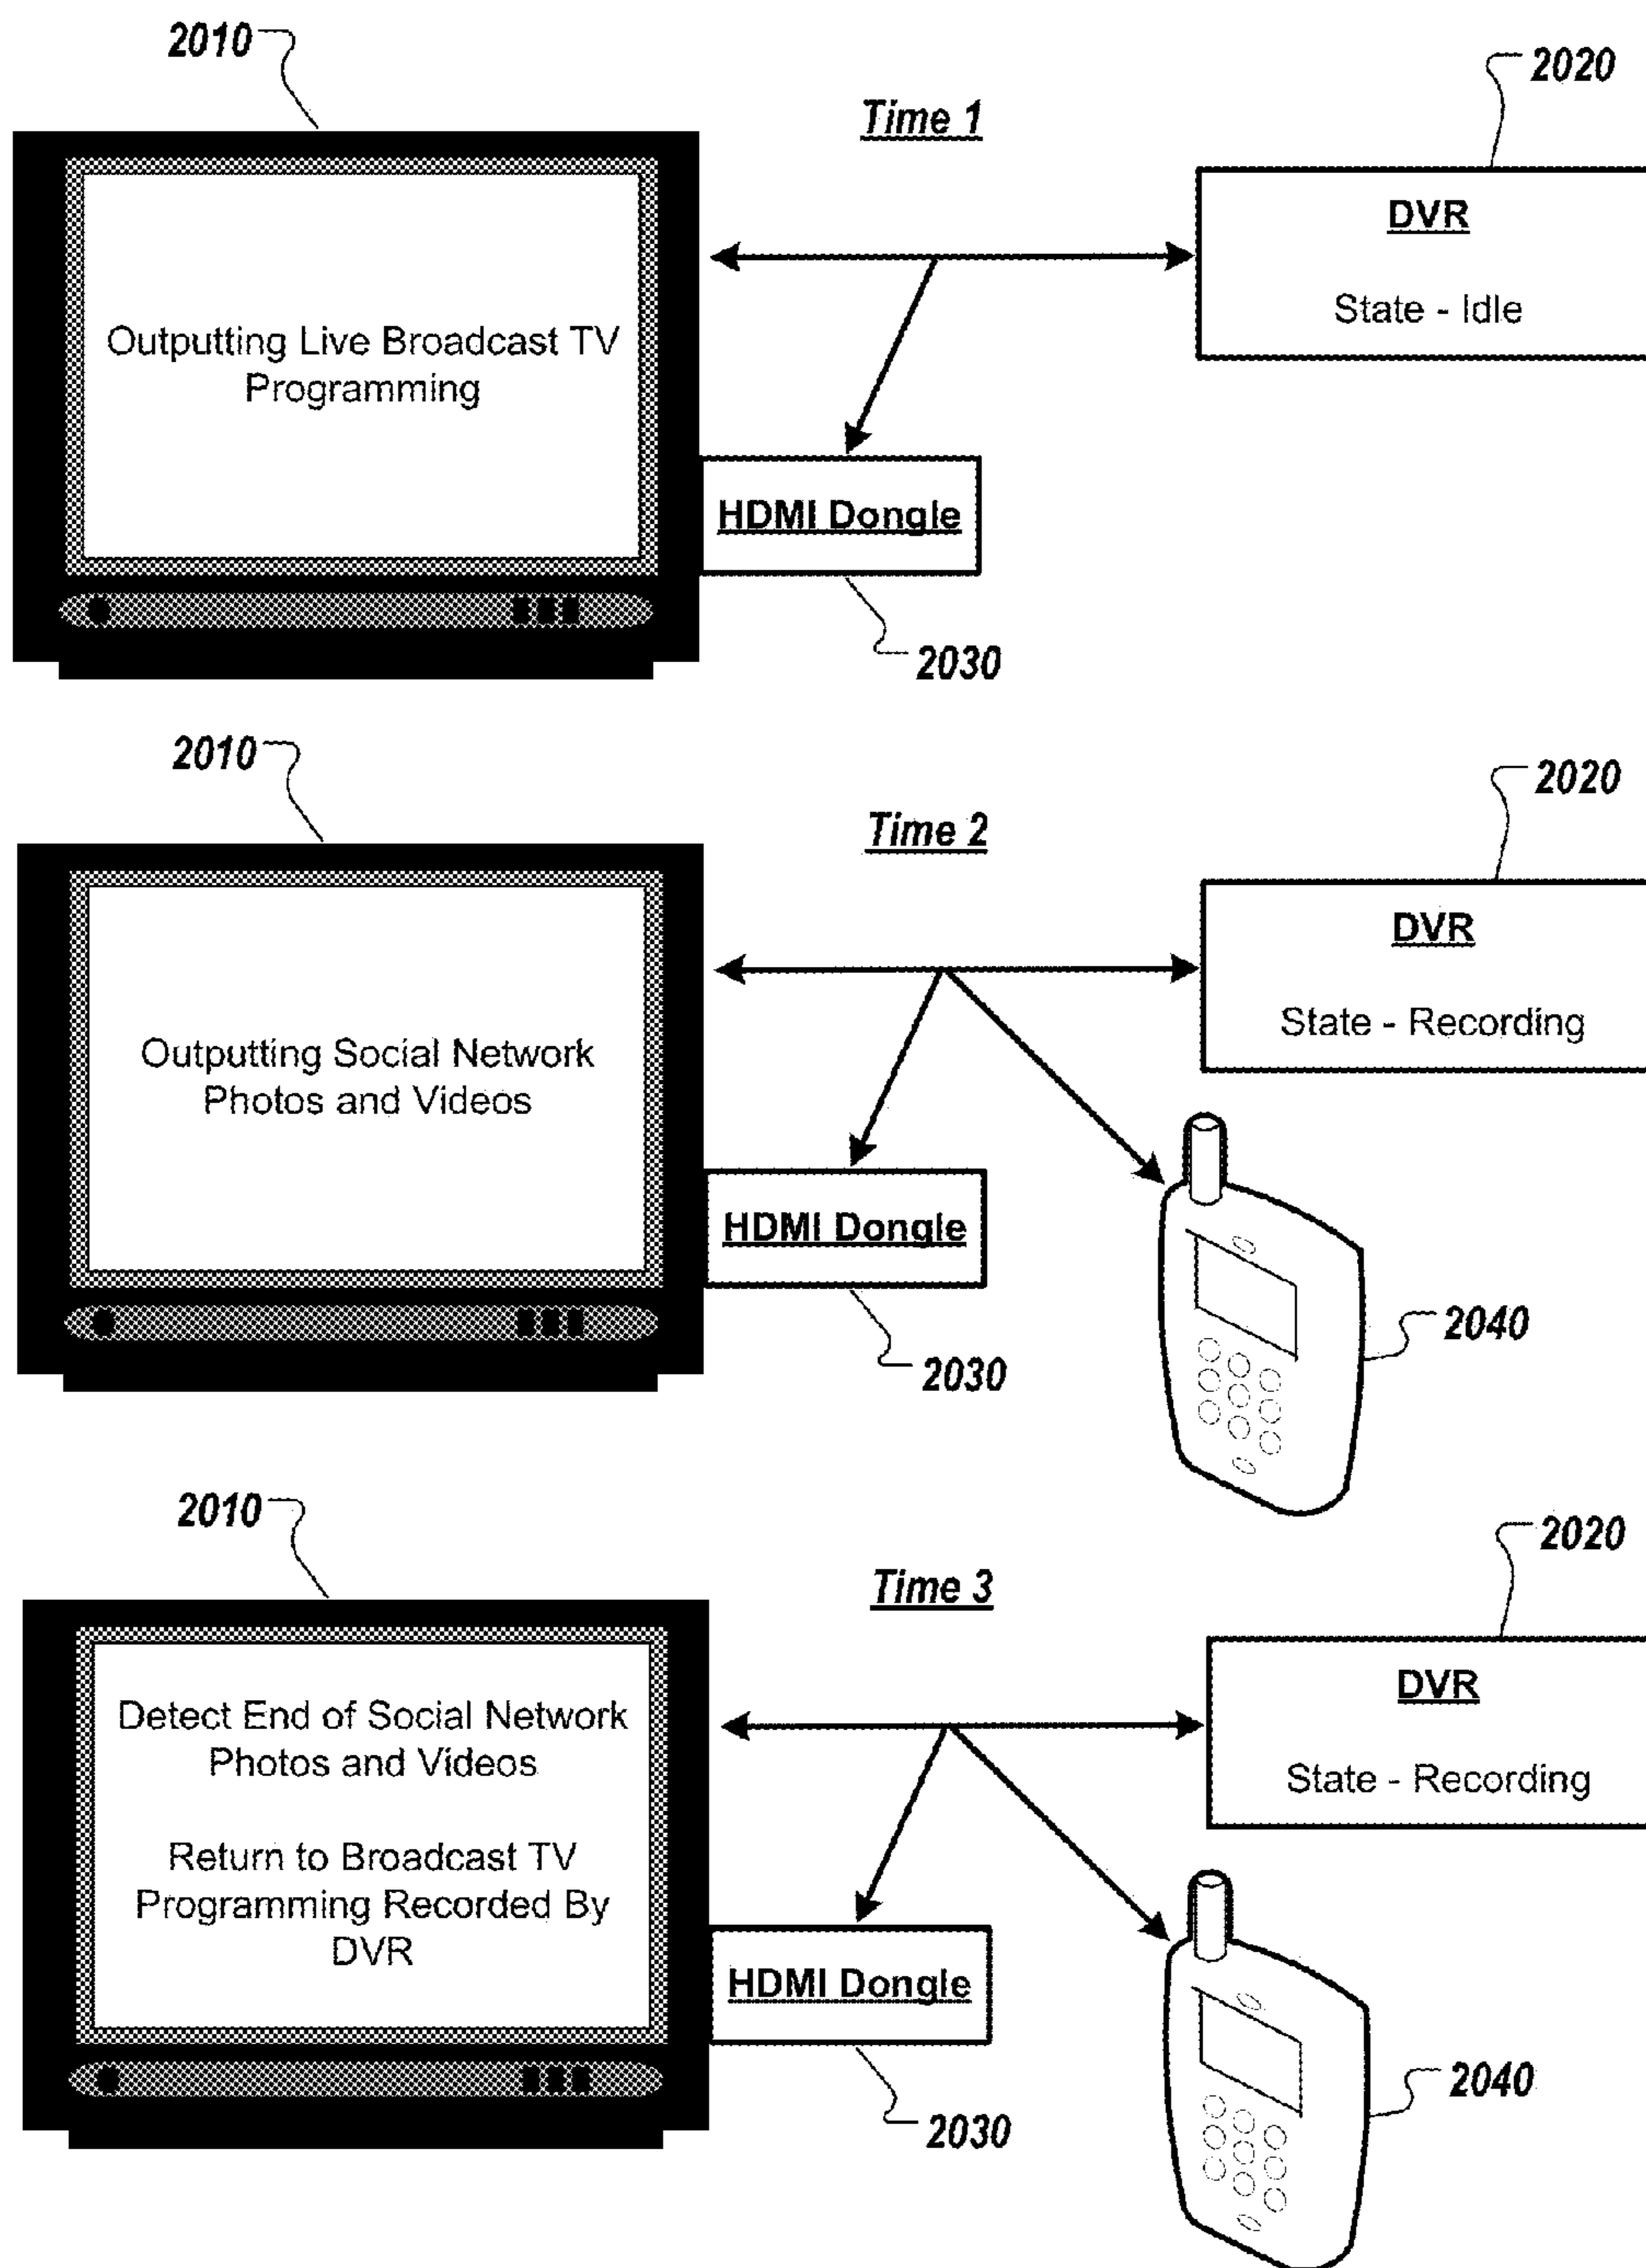 2010
2020
Time 1
DVR
State - Idle
Outputting Live Broadcast TV
Programming
HDMI Dongle
2030
2010
2020
Time 2
DVR
State - Recording
Outputting Social Network
Photos and Videos
HDMI Dongle
2040
2030
2010
2020
Time 3
DVR
State - Recording
Detect End of Social Network
Photos and Videos
Return to Broadcast TV
Programming Recorded By
DVR
HDMI Dongle
2040
2030